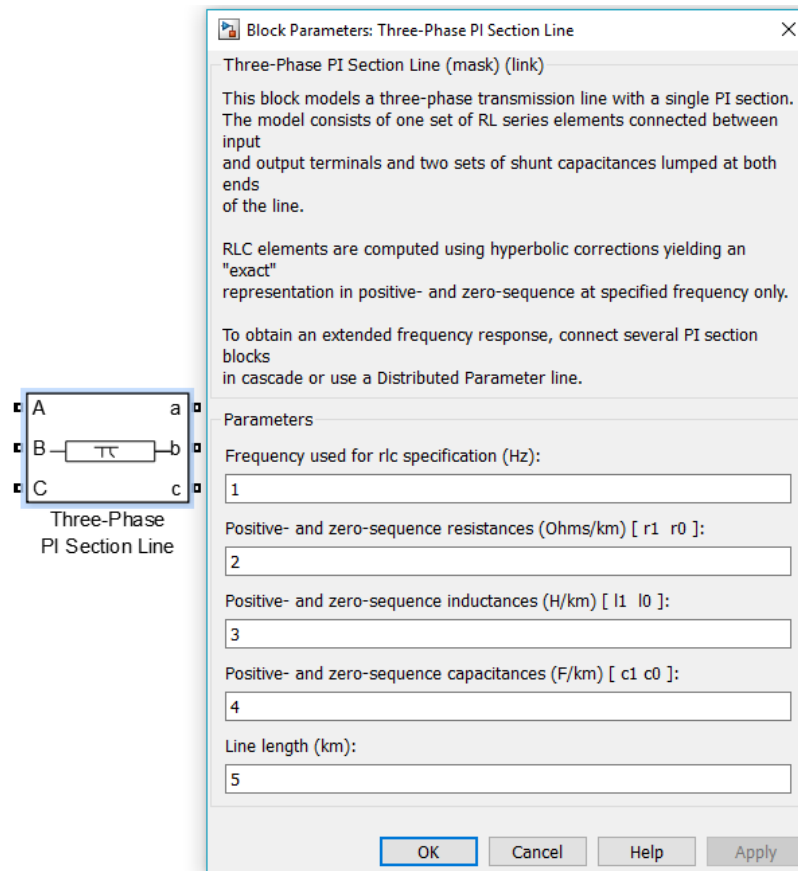 Block Parameters: Three-Phase PI Section Line
Three-Phase PI Section Line (mask) (link)
This block models a three-phase transmission line with a single PI section.
The model consists of one set of RL series elements connected between
input
and output terminals and two sets of shunt capacitances lumped at both
ends
of the line.
RLC elements are computed using hyperbolic corrections yielding an
"exact"
representation in positive- and zero-sequence at specified frequency only.
To obtain an extended frequency response, connect several PI section
blocks
in cascade or use a Distributed Parameter line.
A a
B b
C c
Three-Phase
PI Section Line
Parameters
Frequency used for rlc specification (Hz):
1
Positive- and zero-sequence resistances (Ohms/km) [ r1  r0 ]:
2
Positive- and zero-sequence inductances (H/km) [ l1  l0 ]:
3
Positive- and zero-sequence capacitances (F/km) [ c1 c0 ]:
4
Line length (km):
5
OK Cancel Help Apply